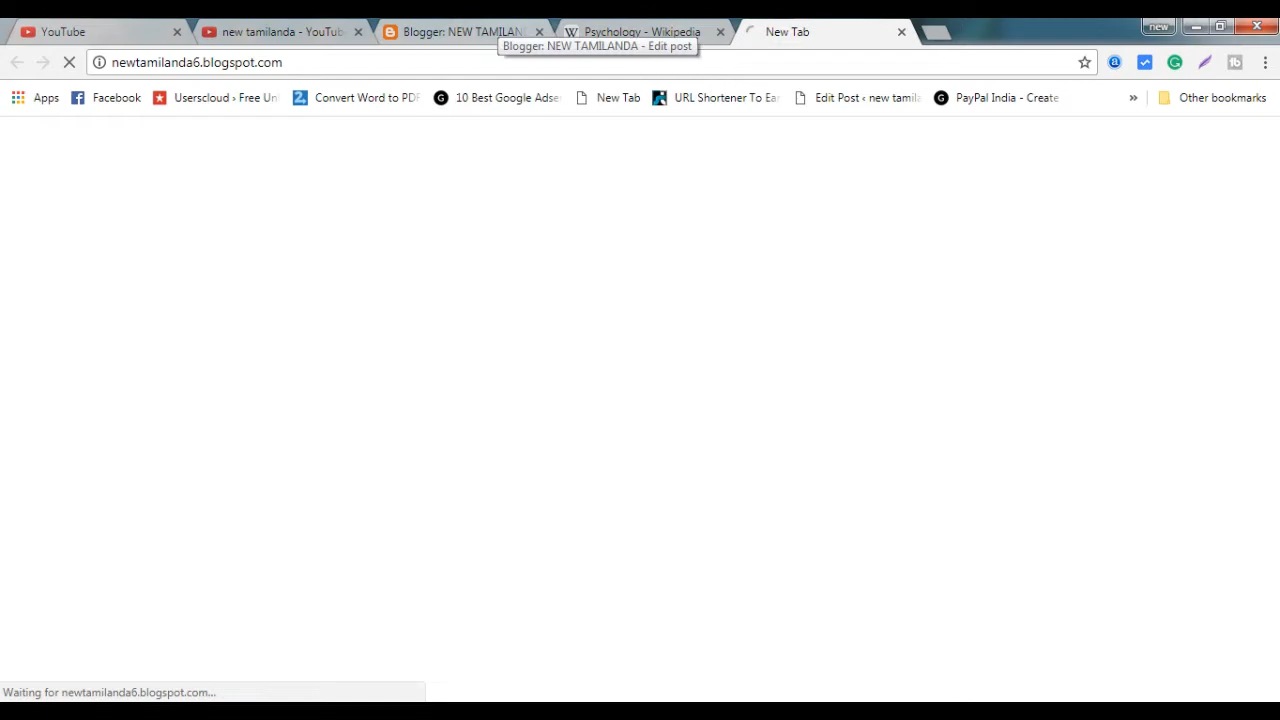 YouTube
new tamilanda - YouTub
Blogger: NEW TAMILAN
Psychology - Wikipedia
New Tab
new
Blogger: NEW TAMILANDA - Edit post
newtamilanda6.blogspot.com
Apps
Facebook
Userscloud › Free Un
Convert Word to PDF
10 Best Google Adse
New Tab
URL Shortener To Ear
Edit Post ‹ new tamila
PayPal India - Create
»
Other bookmarks
Waiting for newtamilanda6.blogspot.com...